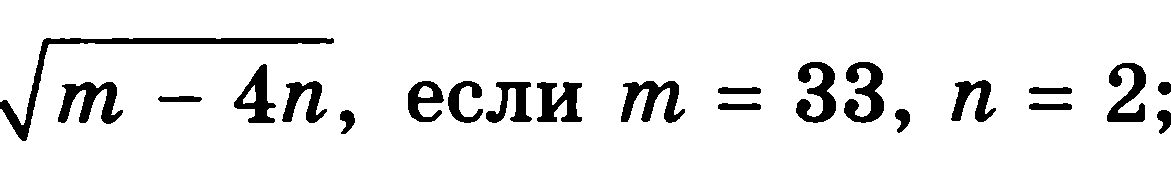 √m − 4n, если m = 33, n = 2;